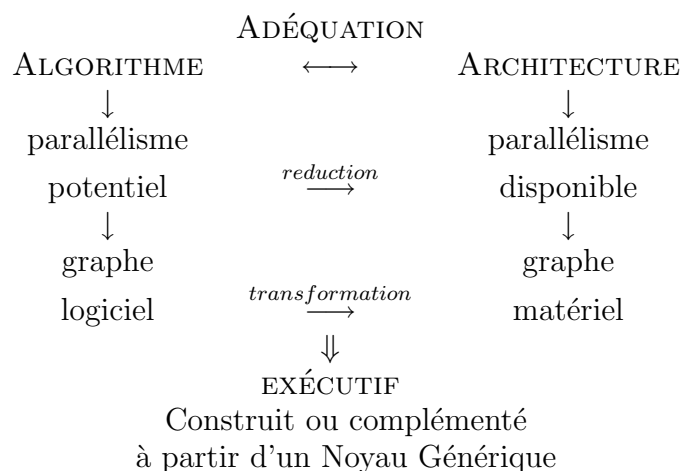 ADÉQUATION
ALGORITHME ⟷ ARCHITECTURE
↓ ↓
parallélisme parallélisme
potentiel reduction⟶ disponible
↓ ↓
graphe graphe
logiciel transformation⟶ matériel
⇓
EXÉCUTIF
Construit ou complémenté
à partir d'un Noyau Générique